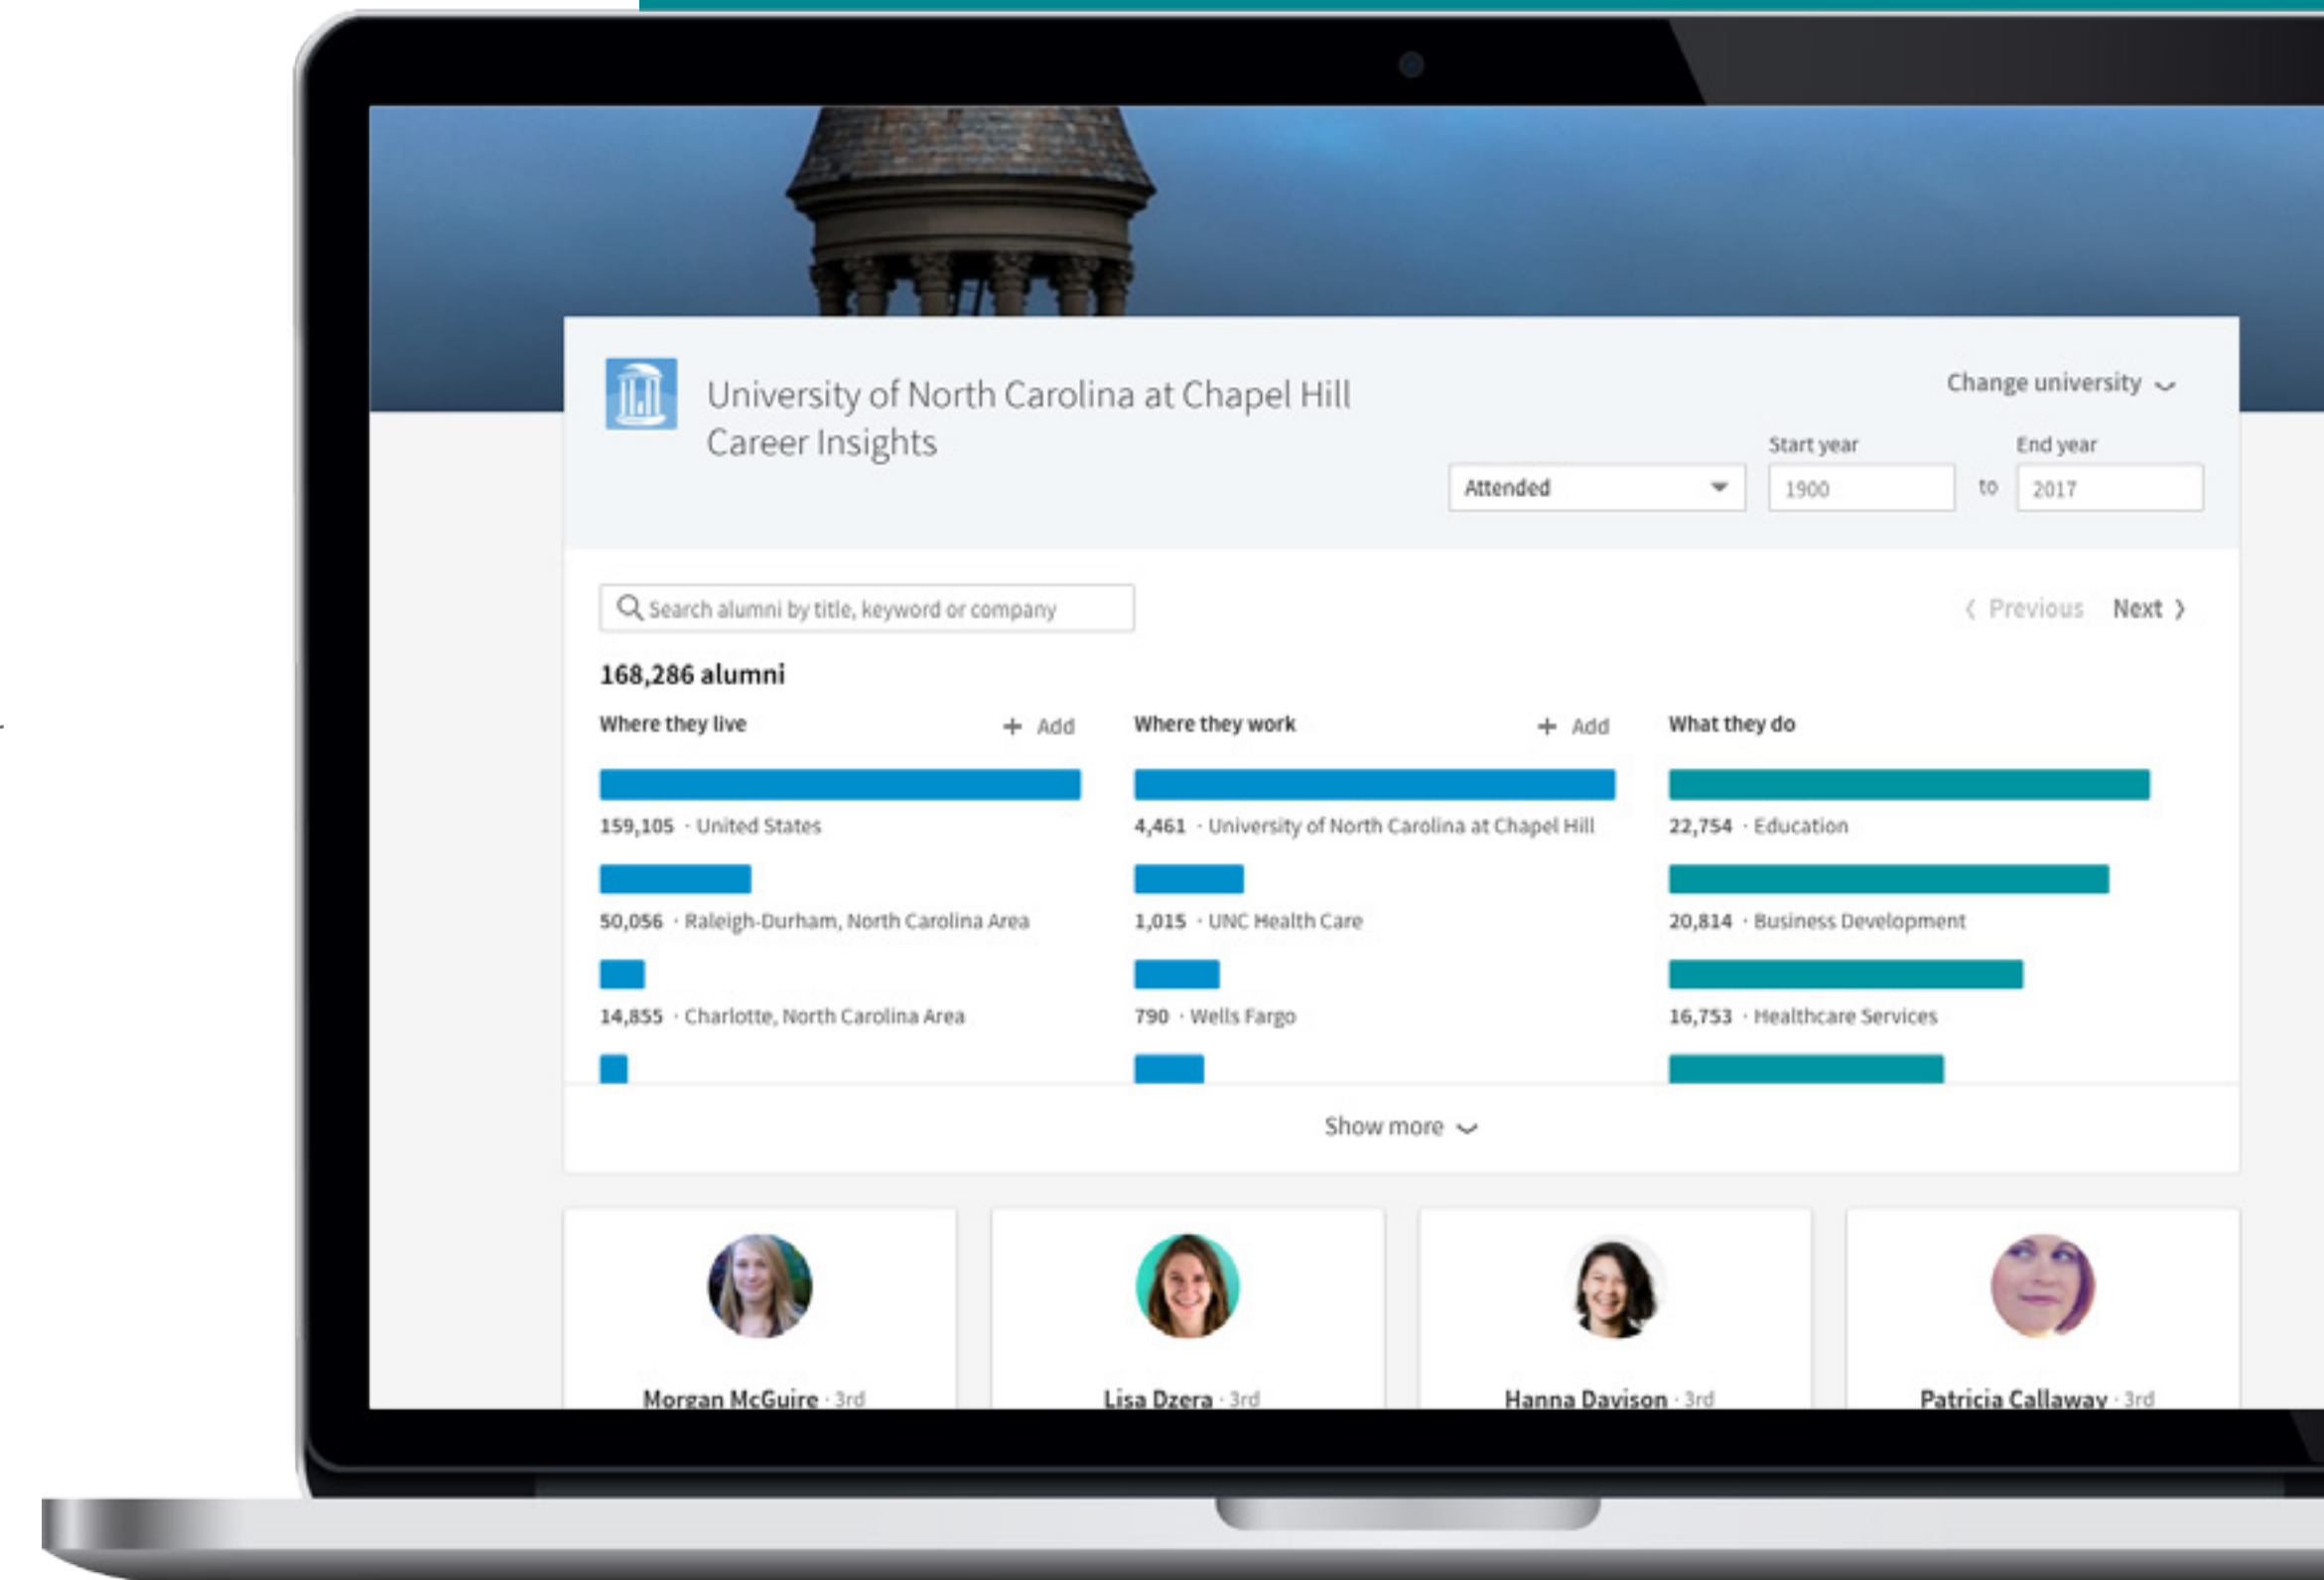 University of North Carolina at Chapel Hill
Career Insights
Change university
Start year
End year
Attended
1900
to
2017
Search alumni by title, keyword or company
Previous Next
168,286 alumni
Where they live
+ Add
159,105 · United States
50,056 · Raleigh-Durham, North Carolina Area
14,855 · Charlotte, North Carolina Area
Where they work
+ Add
4,461 · University of North Carolina at Chapel Hill
1,015 · UNC Health Care
790 · Wells Fargo
What they do
22,754 · Education
20,814 · Business Development
16,753 · Healthcare Services
Show more
Morgan McGuire · 3rd
Lisa Dzera · 3rd
Hanna Davison · 3rd
Patricia Callaway · 3rd